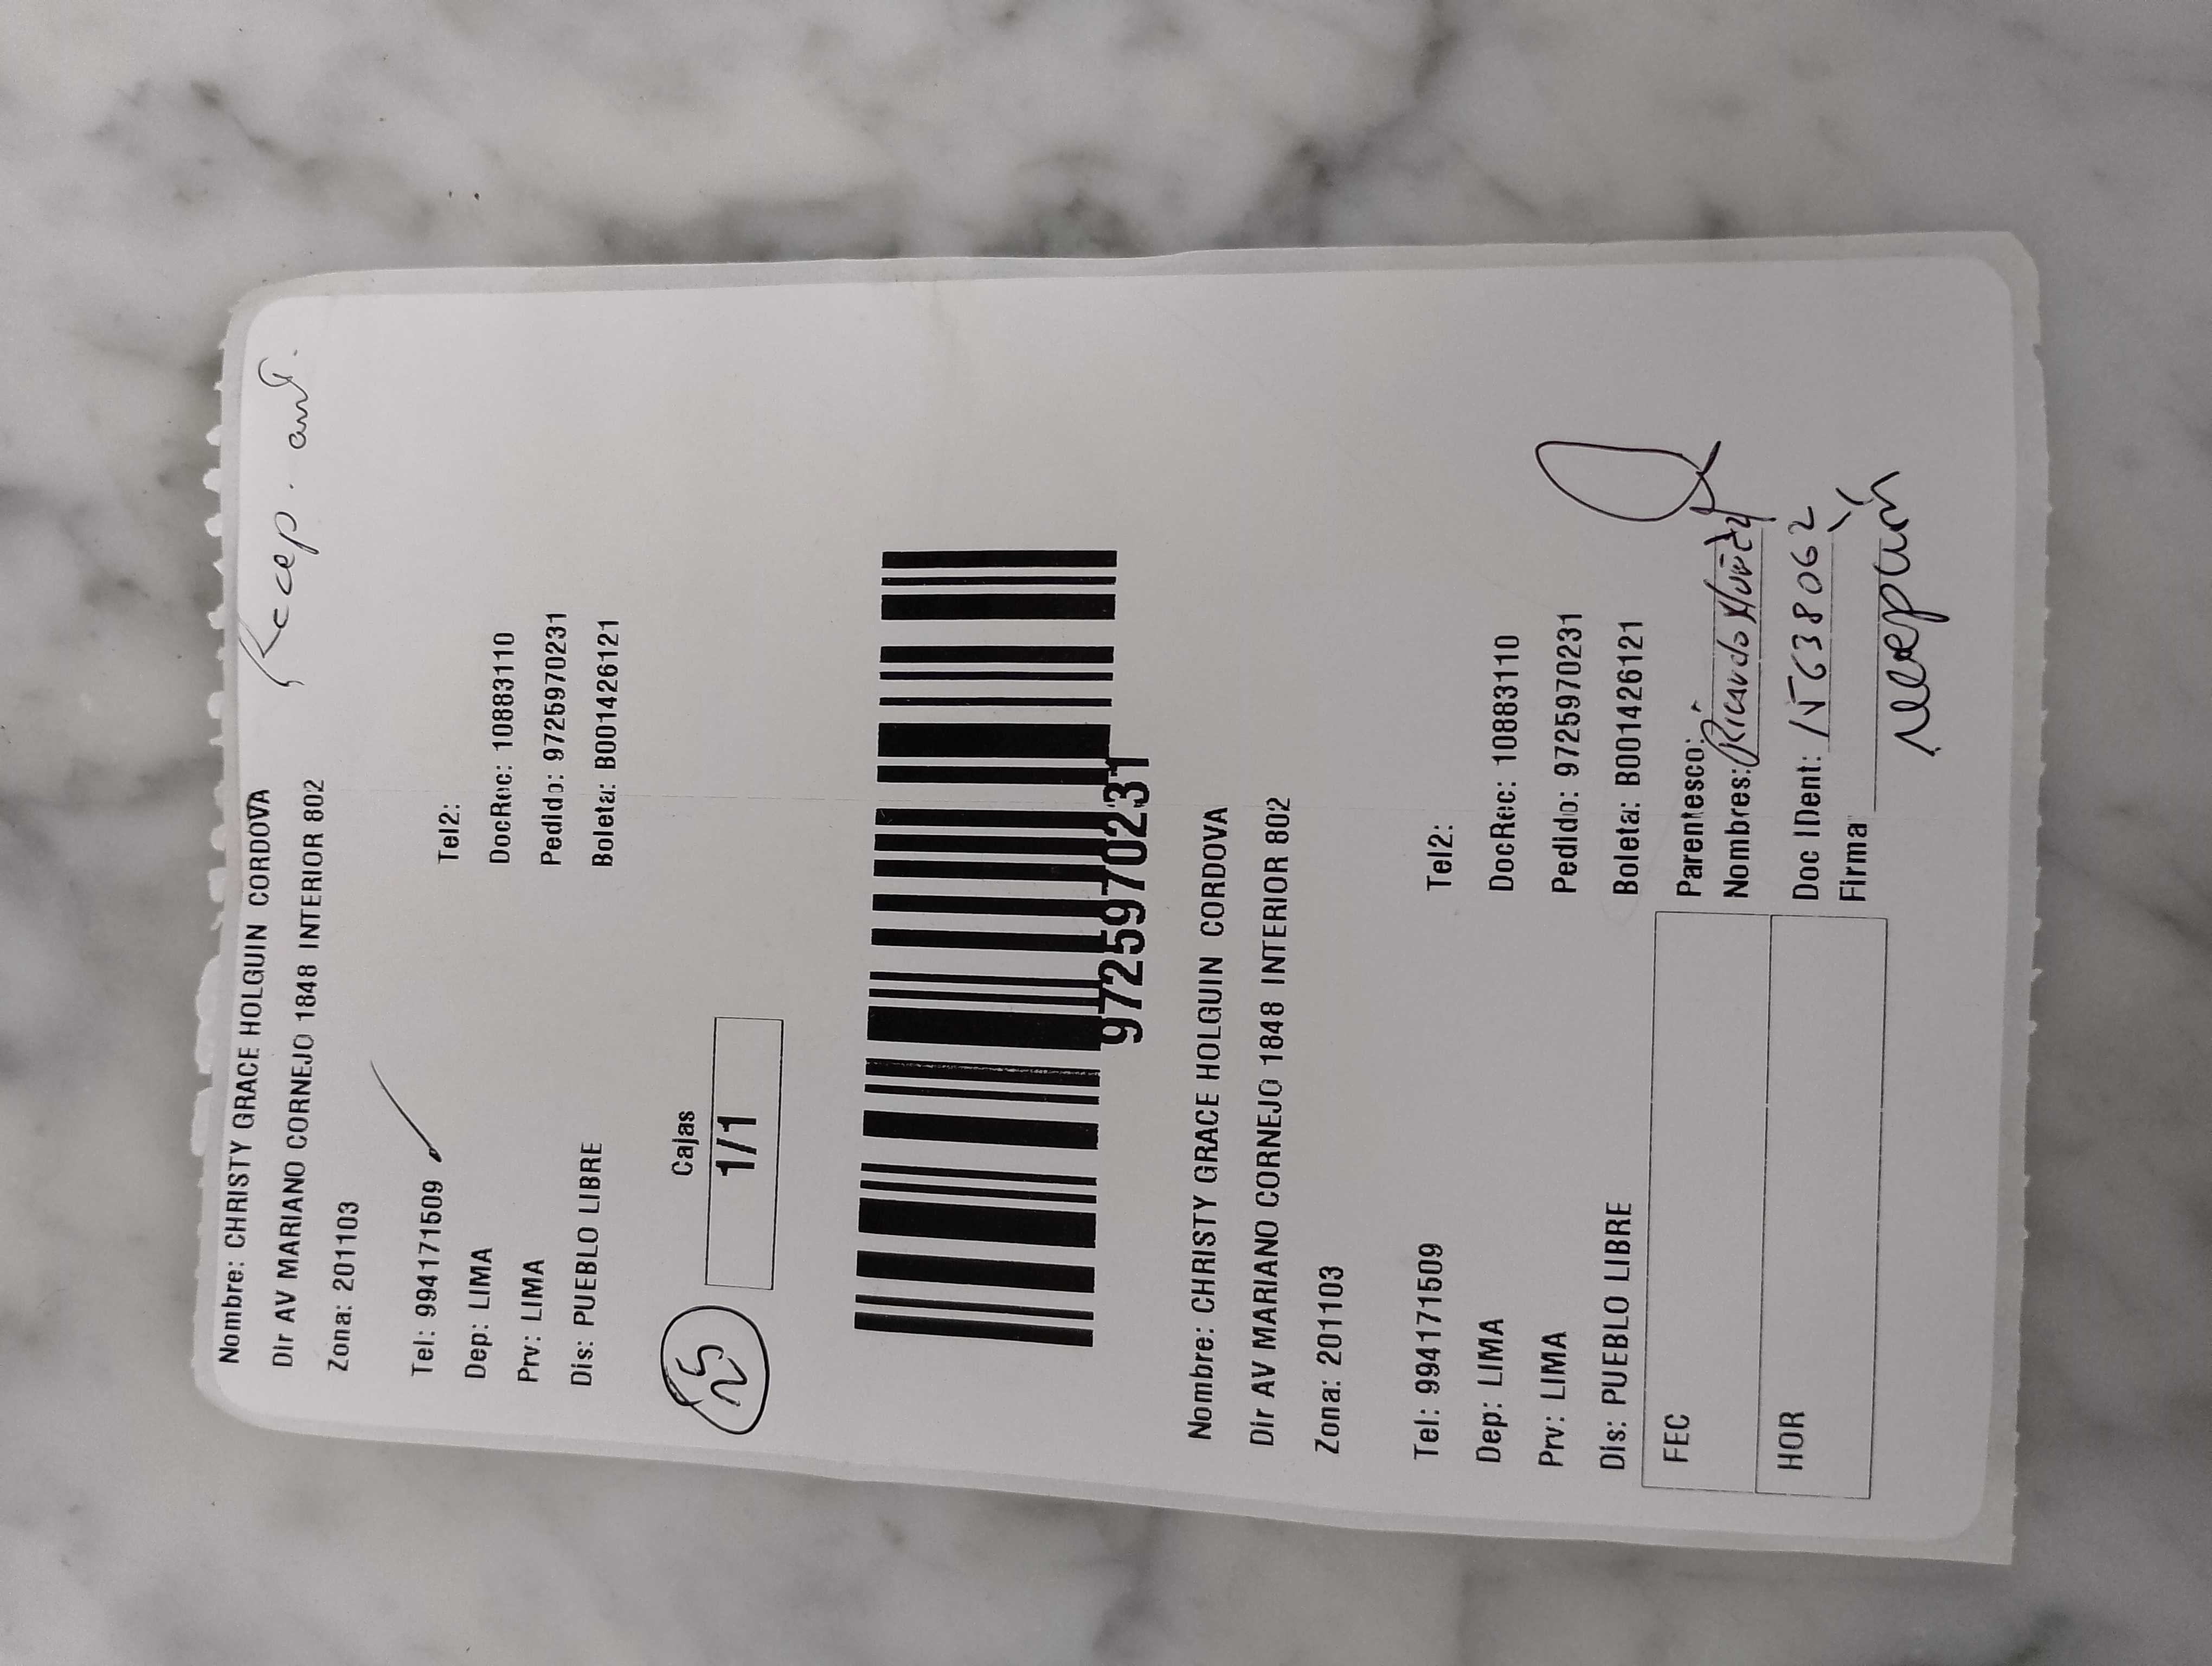 Recep.
Nombre: CHRISTY GRACE HOLGUIN CORDOVA
Dir AV MARIANO CORNEJO 1848 INTERIOR 802
Zona: 201103
Tel: 994171509 Tel2:
Dep: LIMA DocRec: 10883110
Prv: LIMA Pedido: 9725970231
Dis: PUEBLO LIBRE Boleta: B001426121
Cajas
25 1/1
9725970231
Nombre: CHRISTY GRACE HOLGUIN CORDOVA
Dir AV MARIANO CORNEJO 1848 INTERIOR 802
Zona: 201103
Tel: 994171509 Tel2:
Dep: LIMA DocRec: 10883110
Prv: LIMA Pedido: 9725970231
Dis: PUEBLO LIBRE Boleta: B001426121
FEC Parentesco:
Nombres: Ricardo
HOR Doc IDent: 15638062
Firma